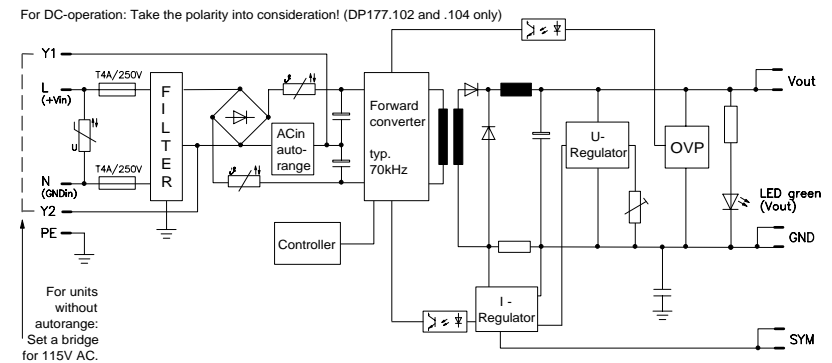 For DC-operation: Take the polarity into consideration! (DP177.102 and .104 only)
Y1
L
(+Vin)
T4A/250V
U
T4A/250V
N
(GNDin)
Y2
PE
FILTER
ACin
auto-
range
Forward
converter
typ.
70kHz
Controller
U-
Regulator
OVP
I -
Regulator
Vout
LED green
(Vout)
GND
SYM
For units
without
autorange:
Set a bridge
for 115V AC.